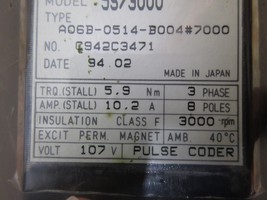 5S/3000
TYPE
A06B-0514-B004#7000
NO. C942C3471
DATE 94.02
MADE IN JAPAN
TRQ.(STALL) 5.9 Nm 3 PHASE
AMP.(STALL) 10.2 A 8 POLES
INSULATION CLASS F 3000 rpm
EXCIT PERM. MAGNET AMB 40°C
VOLT 107 V PULSE CODER